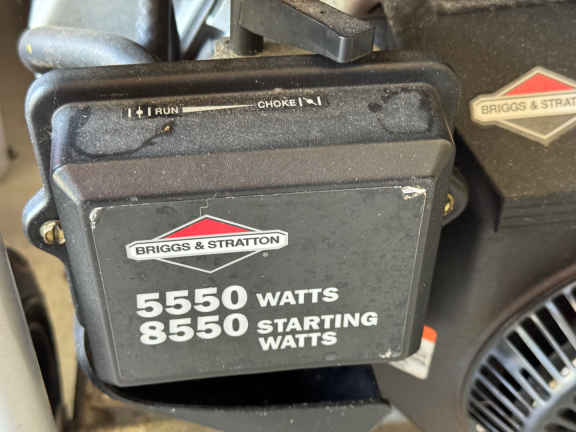 RUN CHOKE
BRIGGS & STRATTON
BRIGGS & STRATTON
®
5550 WATTS
8550 STARTING
WATTS